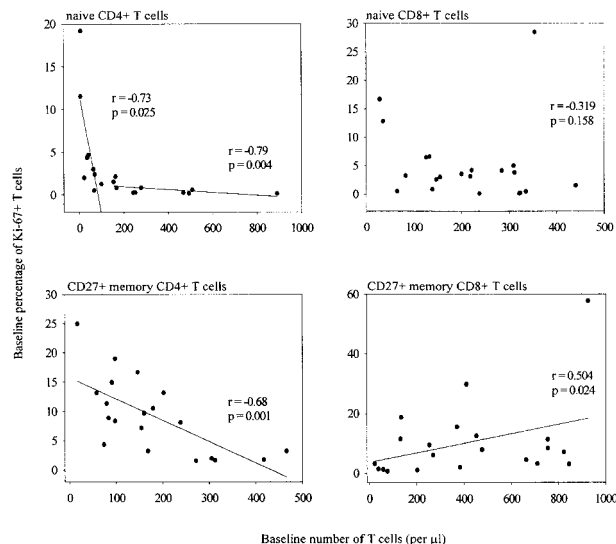 naive CD4+ T cells
20
15
10
5
0
r = -0.73
p = 0.025
r = -0.79
p = 0.004
0 200 400 600 800 1000
naive CD8+ T cells
30
25
20
15
10
5
0
r = -0.319
p = 0.158
0 100 200 300 400 500
Baseline percentage of Ki-67+ T cells
CD27+ memory CD4+ T cells
30
25
20
15
10
5
0
r = -0.68
p = 0.001
0 100 200 300 400 500
CD27+ memory CD8+ T cells
60
40
20
0
r = 0.504
p = 0.024
0 200 400 600 800 1000
Baseline number of T cells (per µl)